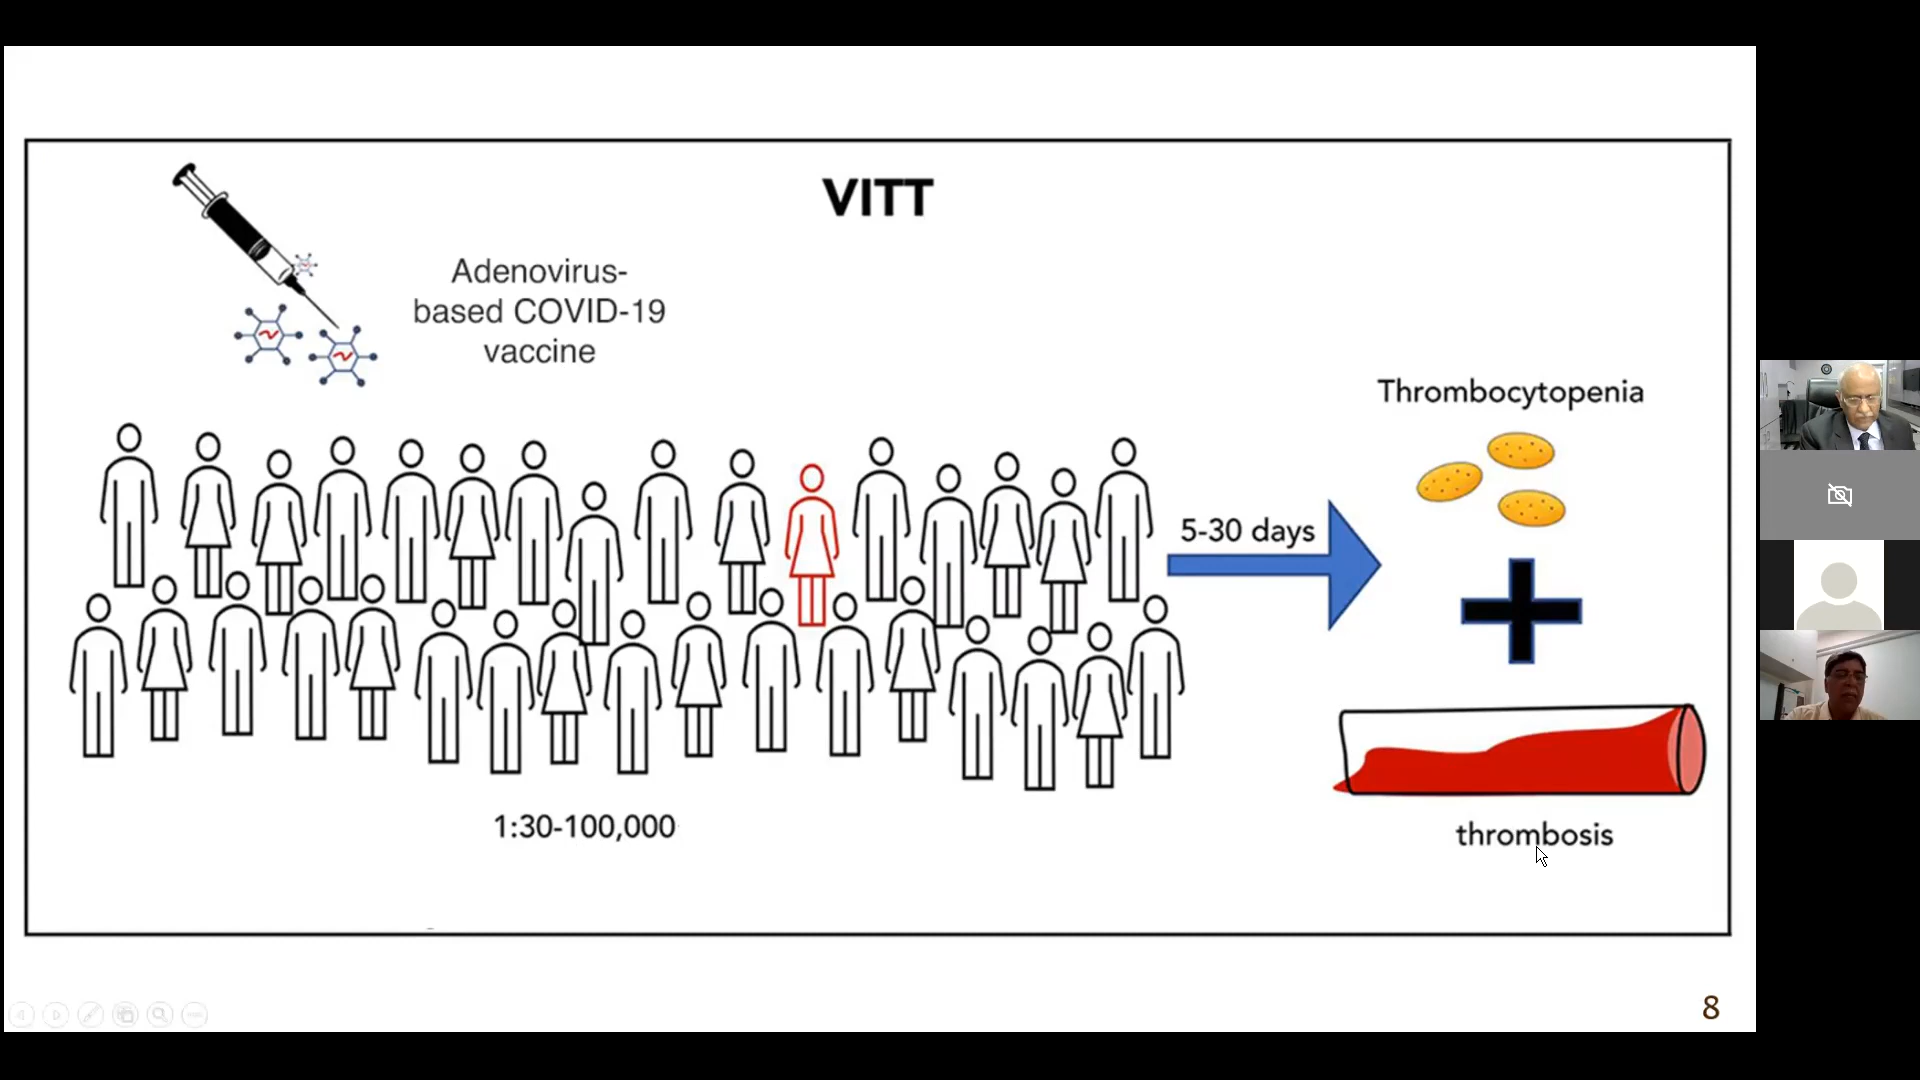 VITT
Adenovirus-
based COVID-19
vaccine
Thrombocytopenia
5-30 days
1:30-100,000
thrombosis
8